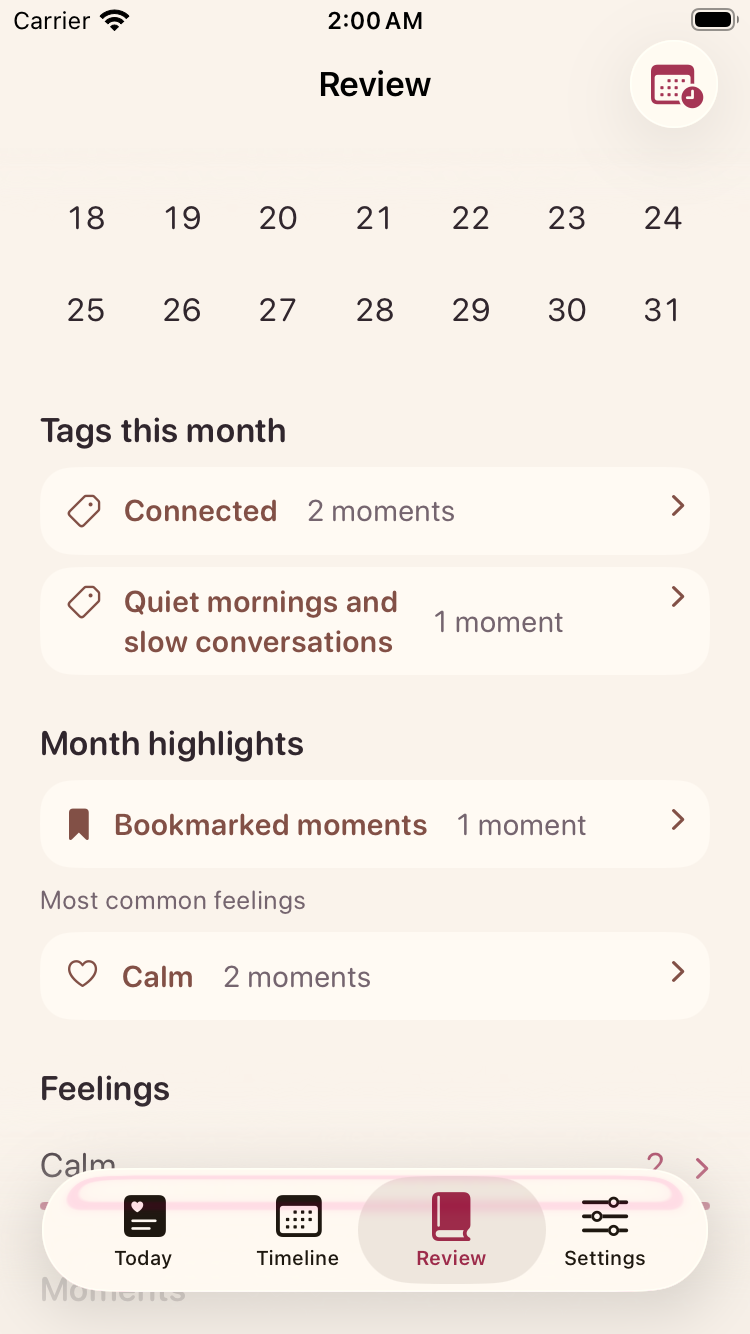 Carrier 2:00 AM
Review
18 19 20 21 22 23 24
25 26 27 28 29 30 31
Tags this month
Connected 2 moments
Quiet mornings and
slow conversations 1 moment
Month highlights
Bookmarked moments 1 moment
Most common feelings
Calm 2 moments
Feelings
Calm 2
Today Timeline Review Settings
Moments